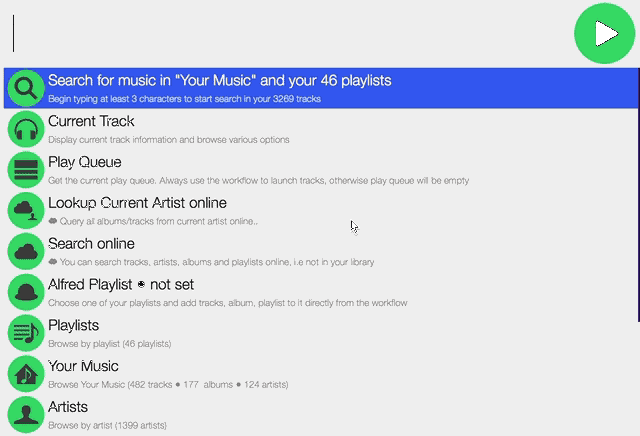 Search for music in "Your Music" and your 46 playlists
Begin typing at least 3 characters to start search in your 3269 tracks
Current Track
Display current track information and browse various options
Play Queue
Get the current play queue. Always use the workflow to launch tracks, otherwise play queue will be empty
Lookup Current Artist online
Query all albums/tracks from current artist online..
Search online
You can search tracks, artists, albums and playlists online, i.e not in your library
Alfred Playlist ● not set
Choose one of your playlists and add tracks, album, playlist to it directly from the workflow
Playlists
Browse by playlist (46 playlists)
Your Music
Browse Your Music (482 tracks ● 177 albums ● 124 artists)
Artists
Browse by artist (1399 artists)